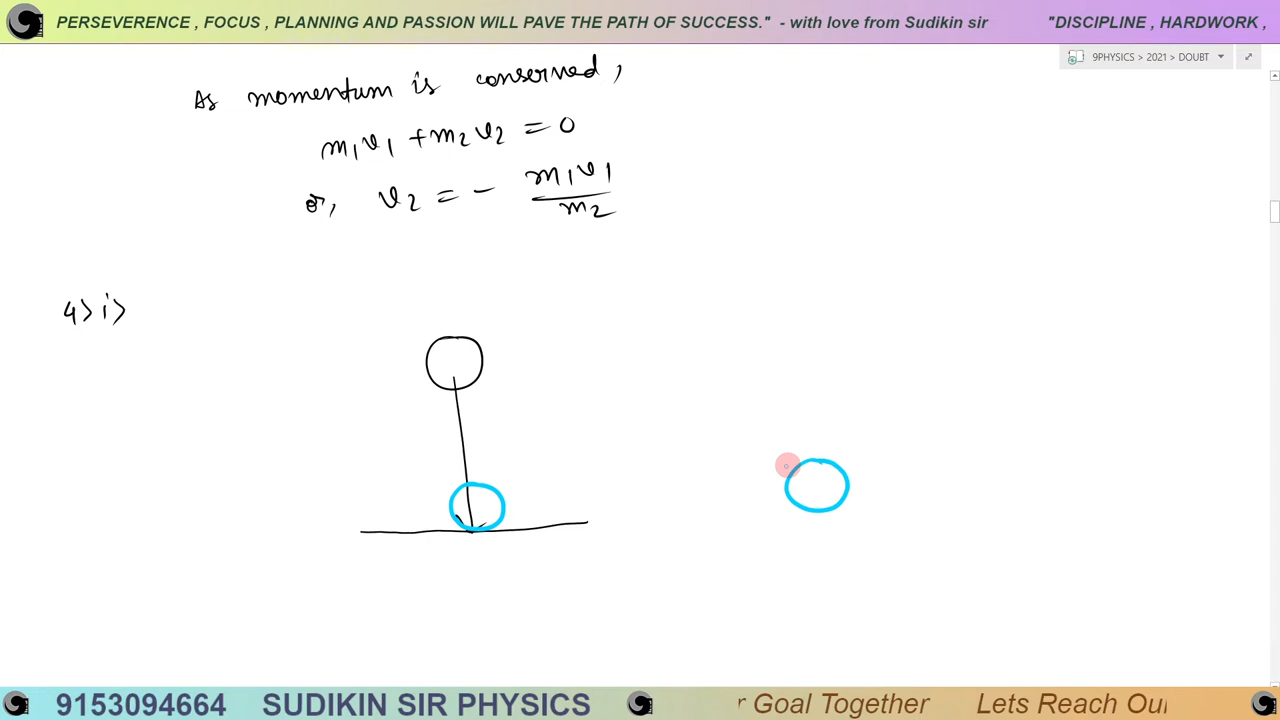 PERSEVERENCE , FOCUS , PLANNING AND PASSION WILL PAVE THE PATH OF SUCCESS." - with love from Sudikin sir "DISCIPLINE , HARDWORK ,
9PHYSICS > 2021 > DOUBT
As momentum is conserved,
m₁v₁ + m₂v₂ = 0
or, v₂ = - m₁v₁/m₂
4> i>
9153094664 SUDIKIN SIR PHYSICS r Goal Together Lets Reach Our